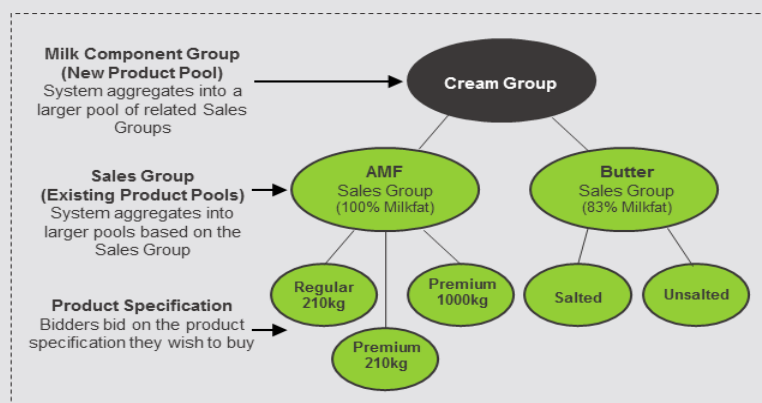 Milk Component Group
(New Product Pool)
System aggregates into a
larger pool of related Sales
Groups
Cream Group
Sales Group
(Existing Product Pools)
System aggregates into
larger pools based on the
Sales Group
AMF
Sales Group
(100% Milkfat)
Butter
Sales Group
(83% Milkfat)
Product Specification
Bidders bid on the product
specification they wish to buy
Regular
210kg
Premium
210kg
Premium
1000kg
Salted
Unsalted